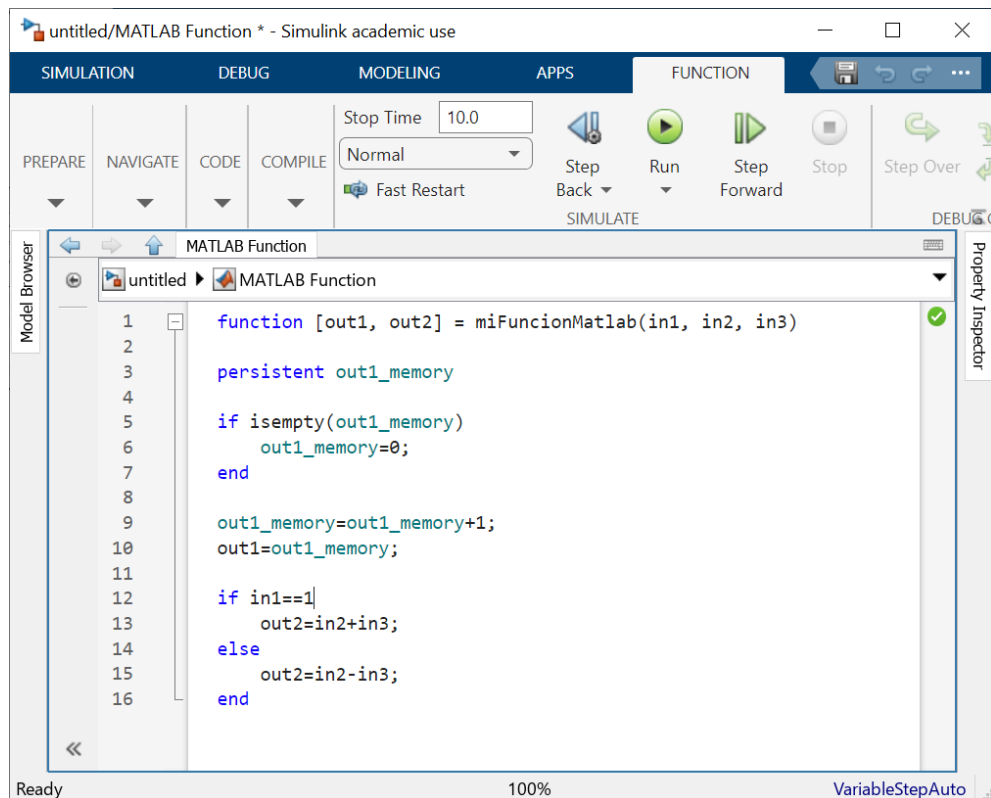 untitled/MATLAB Function * - Simulink academic use
SIMULATION DEBUG MODELING APPS FUNCTION
PREPARE NAVIGATE CODE COMPILE
Stop Time 10.0
Normal
Fast Restart
Step Back
Run
Step Forward
Stop
Step Over
SIMULATE
Model Browser
MATLAB Function
untitled MATLAB Function
Property Inspector
1 function [out1, out2] = miFuncionMatlab(in1, in2, in3)
2
3 persistent out1_memory
4
5 if isempty(out1_memory)
6 out1_memory=0;
7 end
8
9 out1_memory=out1_memory+1;
10 out1=out1_memory;
11
12 if in1==1
13 out2=in2+in3;
14 else
15 out2=in2-in3;
16 end
Ready 100% VariableStepAuto